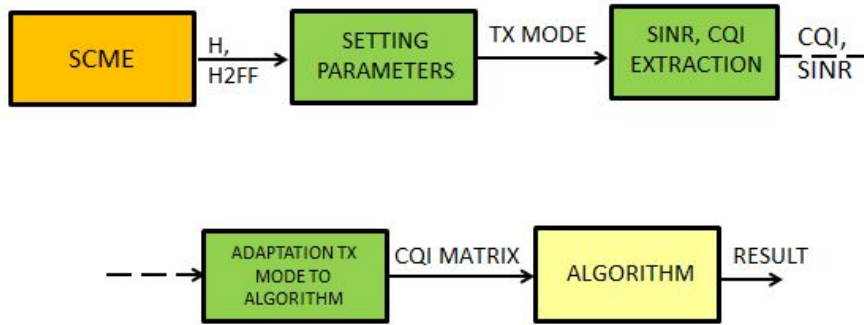 SCME
H,
H2FF
SETTING
PARAMETERS
TX MODE
SINR, CQI
EXTRACTION
CQI,
SINR
ADAPTATION TX
MODE TO
ALGORITHM
CQI MATRIX
ALGORITHM
RESULT